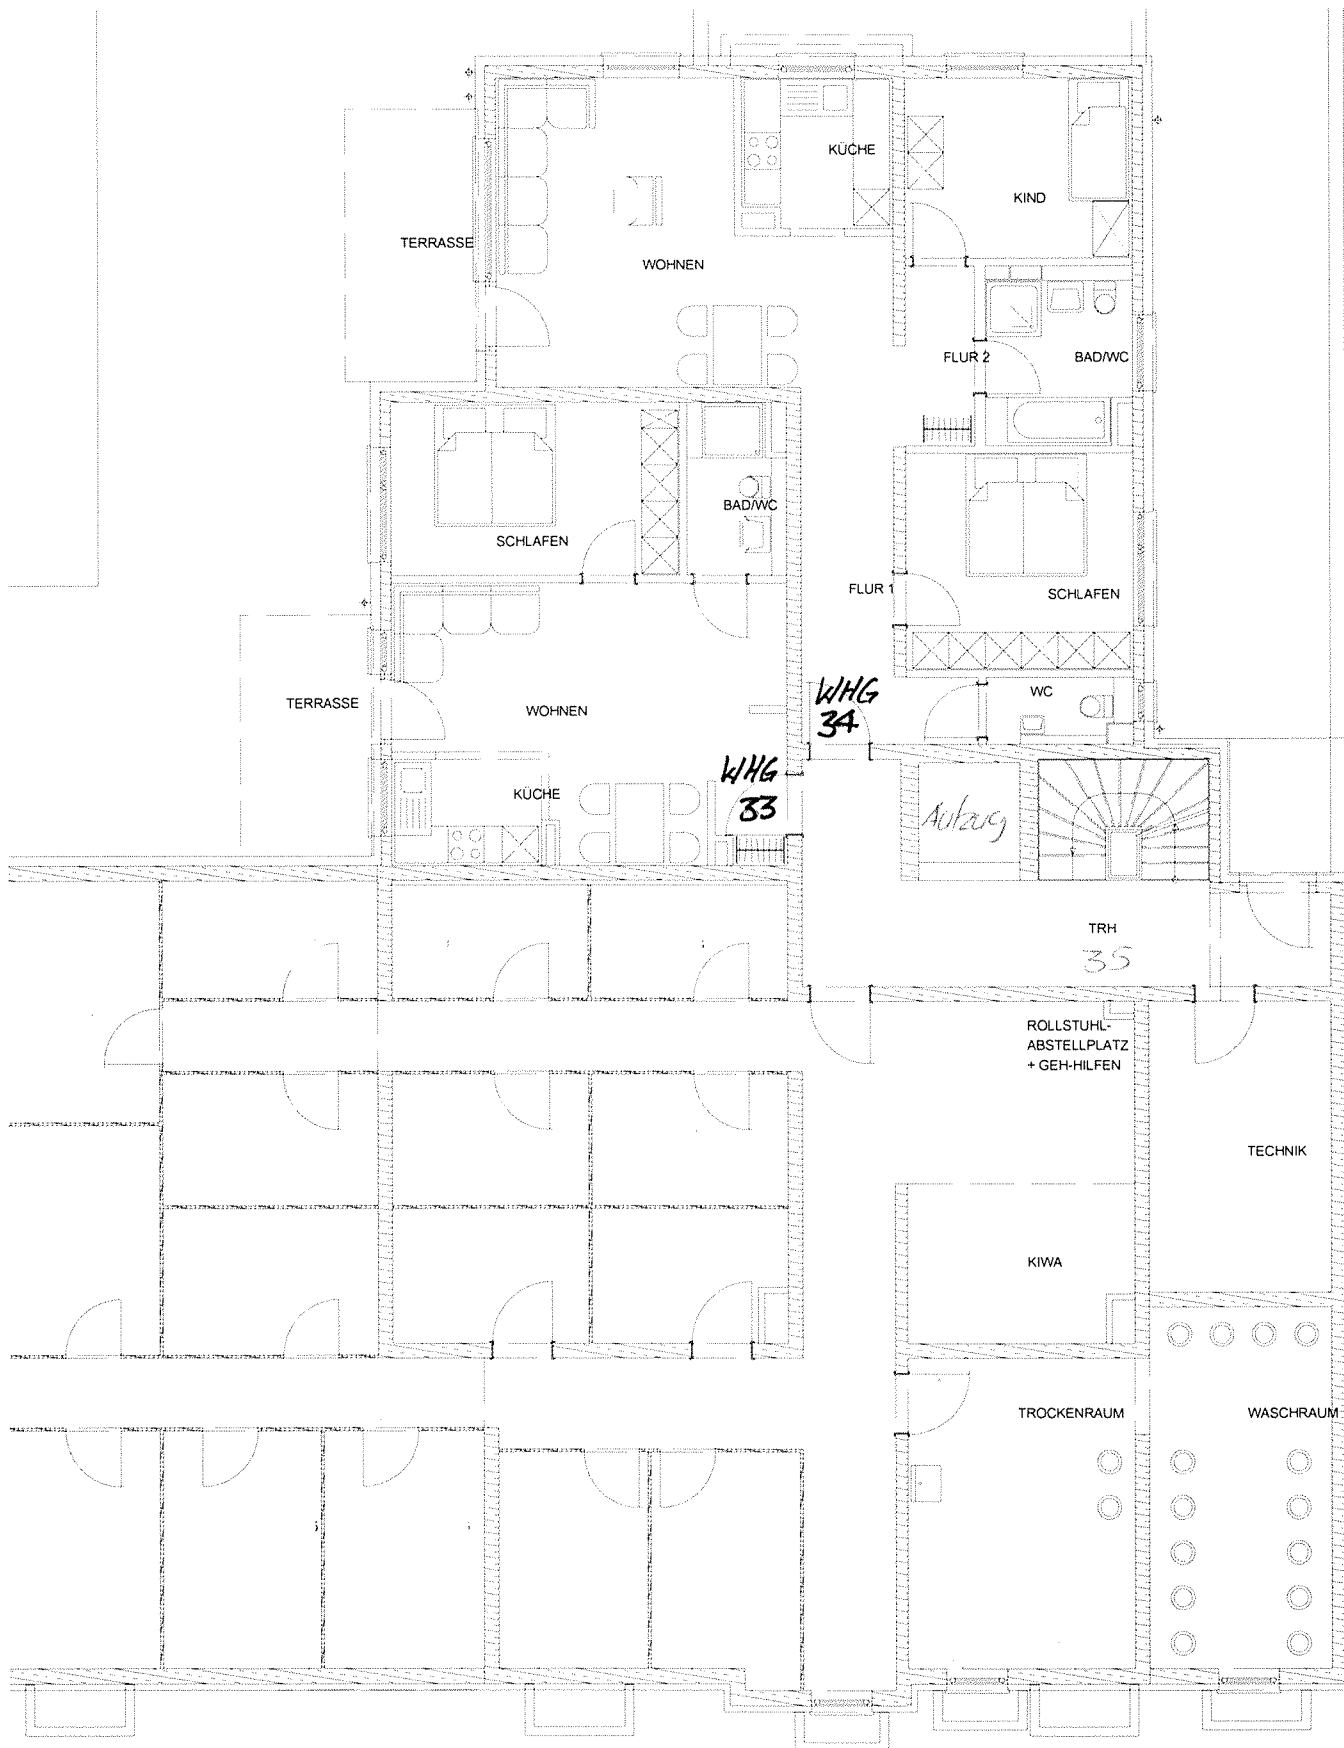 KÜCHE
KIND
TERRASSE
WOHNEN
FLUR 2
BAD/WC
BAD/WC
SCHLAFEN
FLUR 1
SCHLAFEN
WHG
34
WC
TERRASSE
WOHNEN
WHG
33
KÜCHE
Aufzug
TRH
35
ROLLSTUHL-
ABSTELLPLATZ
+ GEH-HILFEN
TECHNIK
KIWA
TROCKENRAUM
WASCHRAUM